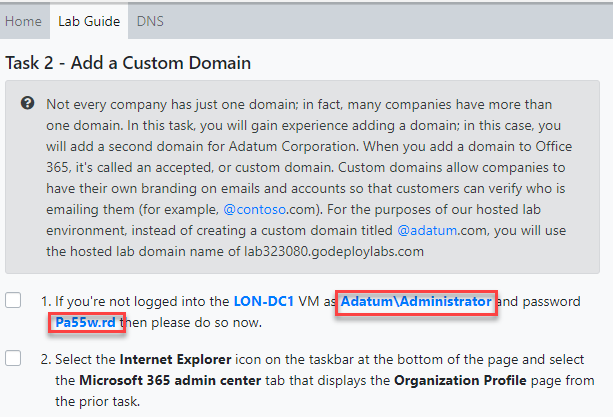 Home Lab Guide DNS
Task 2 - Add a Custom Domain
Not every company has just one domain; in fact, many companies have more than
one domain. In this task, you will gain experience adding a domain; in this case, you
will add a second domain for Adatum Corporation. When you add a domain to Office
365, it's called an accepted, or custom domain. Custom domains allow companies to
have their own branding on emails and accounts so that customers can verify who is
emailing them (for example, @contoso.com). For the purposes of our hosted lab
environment, instead of creating a custom domain titled @adatum.com, you will use
the hosted lab domain name of lab323080.godeploylabs.com
1. If you're not logged into the LON-DC1 VM as Adatum\Administrator and password
Pa55w.rd then please do so now.
2. Select the Internet Explorer icon on the taskbar at the bottom of the page and select
the Microsoft 365 admin center tab that displays the Organization Profile page from
the prior task.